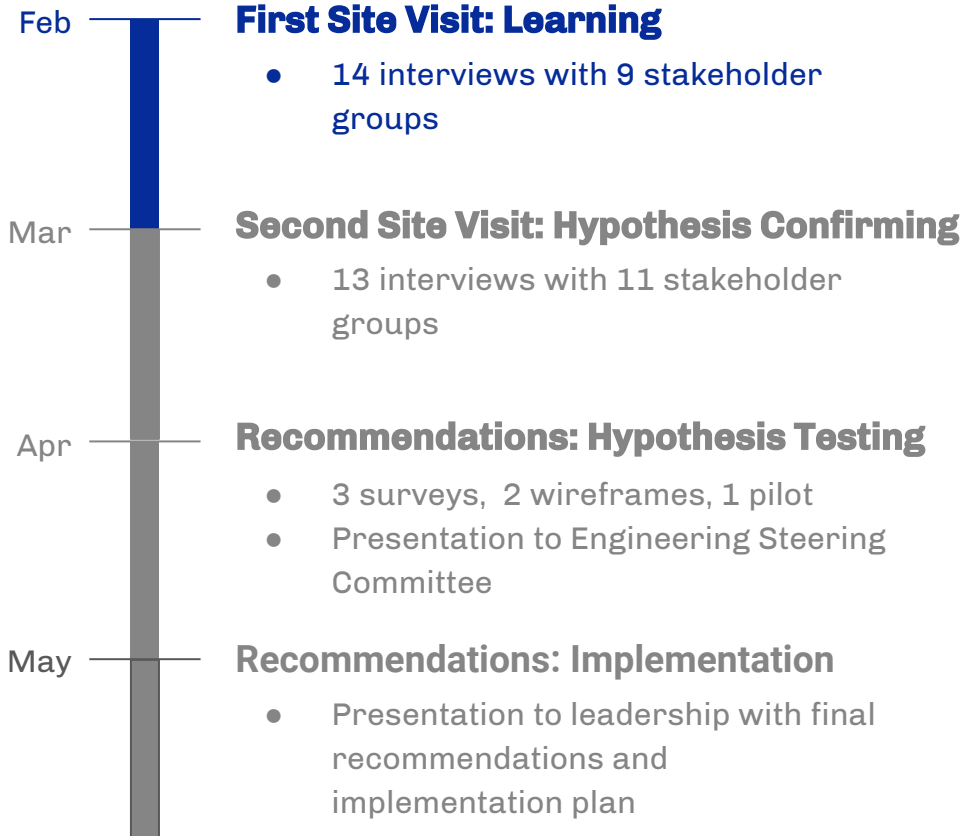 Feb
First Site Visit: Learning
● 14 interviews with 9 stakeholder
groups
Mar
Second Site Visit: Hypothesis Confirming
● 13 interviews with 11 stakeholder
groups
Apr
Recommendations: Hypothesis Testing
● 3 surveys,  2 wireframes, 1 pilot
● Presentation to Engineering Steering
Committee
May
Recommendations: Implementation
● Presentation to leadership with final
recommendations and
implementation plan